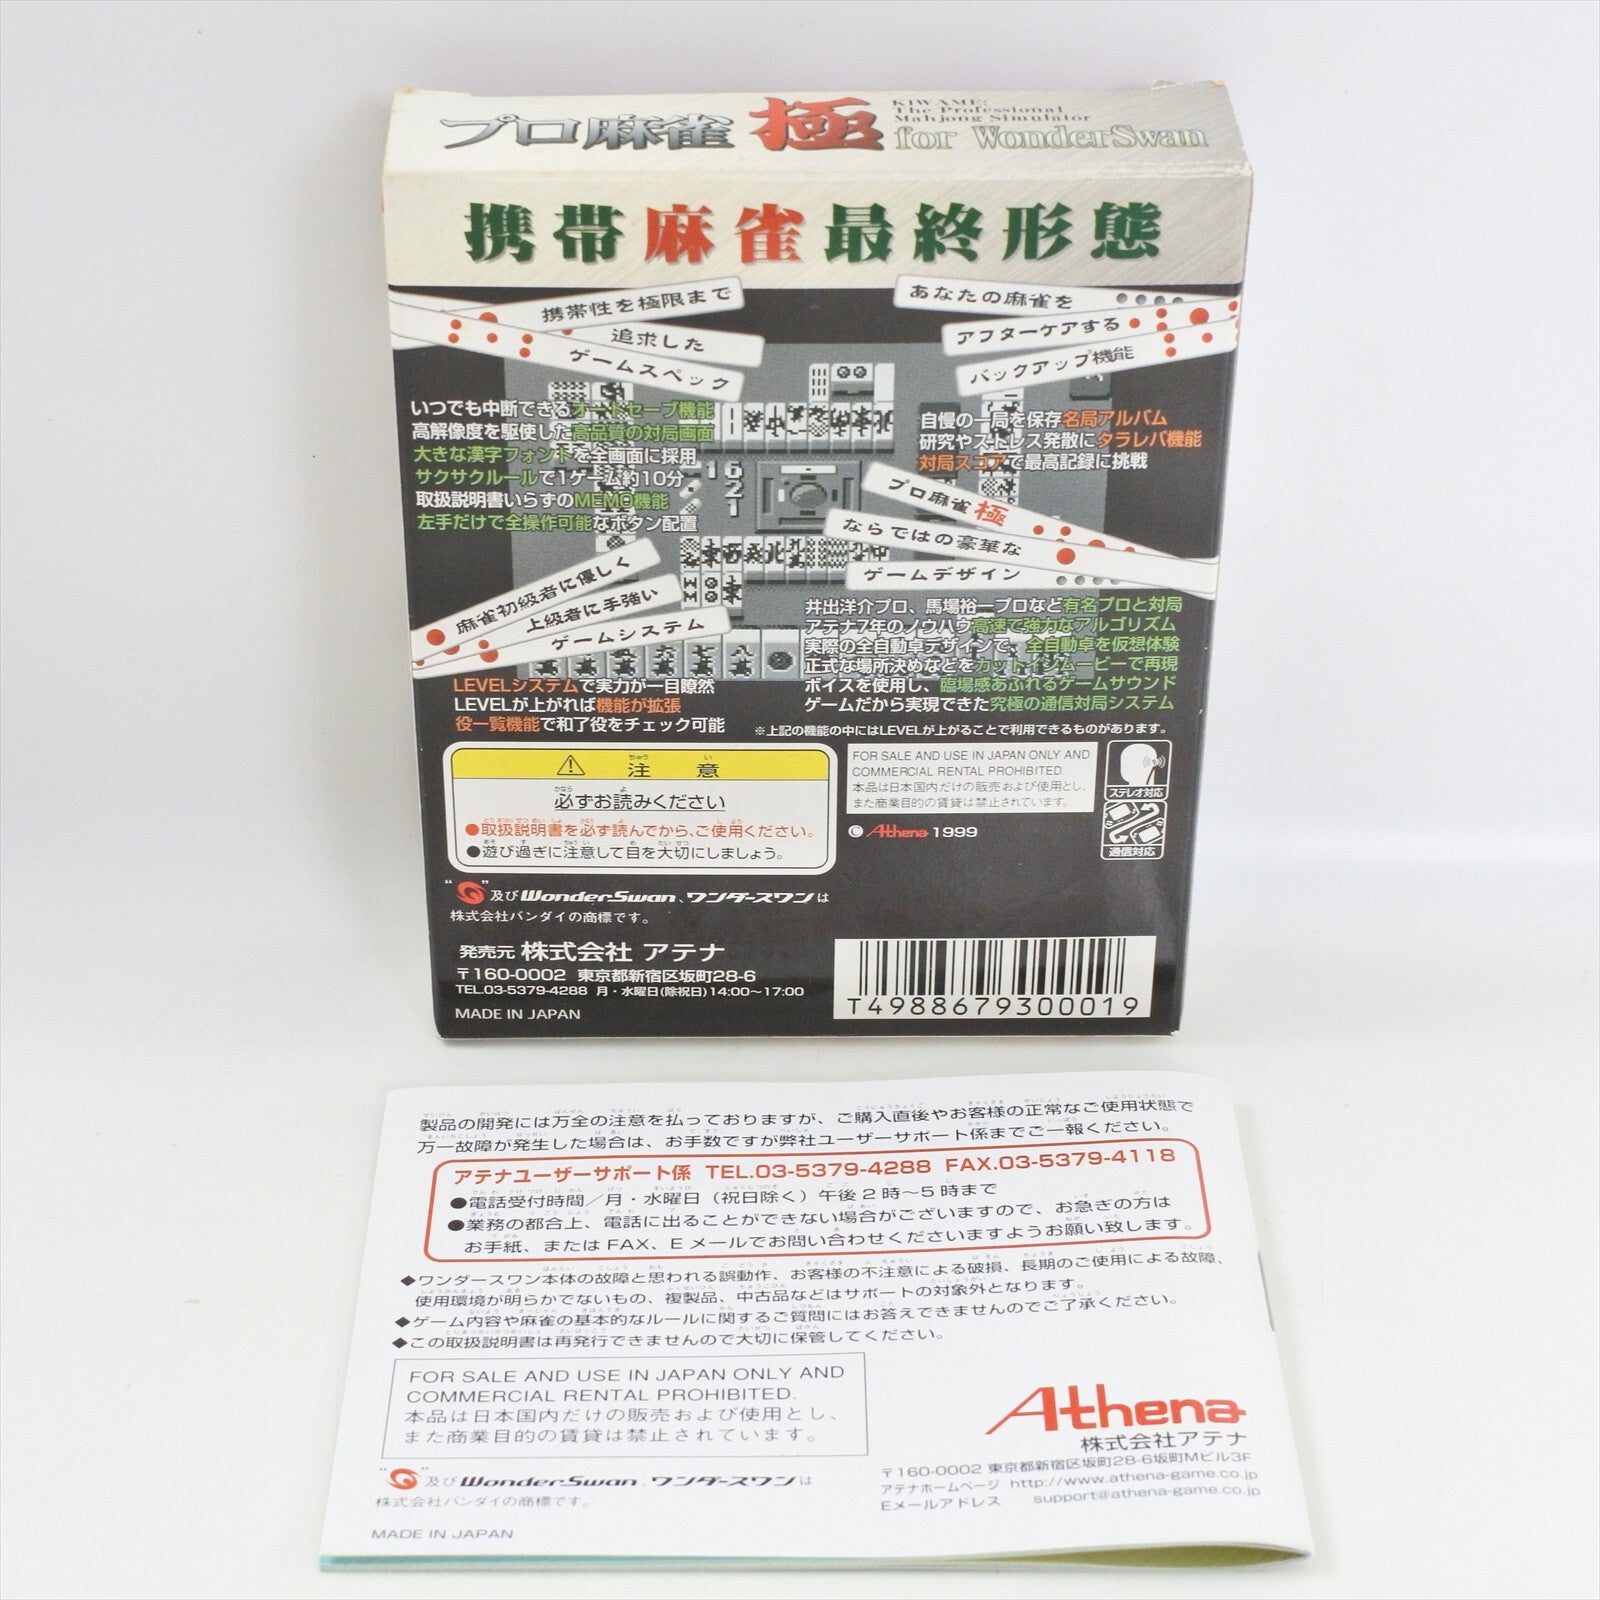 プロ麻雀 極 KIWAME: The Professional Mahjong Simulator for WonderSwan
携帯麻雀最終形態
携帯性を極限まで
追求した
ゲームスペック
いつでも中断できるオートセーブ機能
高解像度を駆使した高品質の対局画面
大きな漢字フォントを全画面に採用
サクサクルールで1ゲーム約10分
取扱説明書いらずのMEMO機能
左手だけで全操作可能なボタン配置
あなたの麻雀を
アフターケアする
バックアップ機能
自慢の一局を保存名局アルバム
研究やストレス発散にタラレバ機能
対局スコアで最高記録に挑戦
16
2
1
麻雀初級者に優しく
上級者に手強い
ゲームシステム
LEVELシステムで実力が一目瞭然
LEVELが上がれば機能が拡張
役一覧機能で和了役をチェック可能
プロ麻雀極
ならではの豪華な
ゲームデザイン
井出洋介プロ、馬場裕一プロなど有名プロと対局
アテナ7年のノウハウ高速で強力なアルゴリズム
実際の全自動卓デザインで、全自動卓を仮想体験
正式な場所決めなどをカットインムービーで再現
ボイスを使用し、臨場感あふれるゲームサウンド
ゲームだから実現できた究極の通信対局システム
※上記の機能の中にはLEVELが上がることで利用できるものがあります。
注意
必ずお読みください
●取扱説明書を必ず読んでから、ご使用ください。
●遊び過ぎに注意して目を大切にしましょう。
FOR SALE AND USE IN JAPAN ONLY AND
COMMERCIAL RENTAL PROHIBITED.
本品は日本国内だけの販売および使用とし、
また商業目的の賃貸は禁止されています。
© Athena 1999
ステレオ対応
通信対応
“ ” 及びWonderSwan、ワンダースワンは
株式会社バンダイの商標です。
発売元 株式会社 アテナ
〒160-0002 東京都新宿区坂町28-6
TEL.03-5379-4288 月・水曜日(除祝日)14:00～17:00
MADE IN JAPAN
T4988679300019
製品の開発には万全の注意を払っておりますが、ご購入直後やお客様の正常なご使用状態で
万一故障が発生した場合は、お手数ですが弊社ユーザーサポート係までご一報ください。
アテナユーザーサポート係 TEL.03-5379-4288 FAX.03-5379-4118
●電話受付時間／月・水曜日（祝日除く）午後2時～5時まで
●業務の都合上、電話に出ることができない場合がございますので、お急ぎの方は
お手紙、またはFAX、Eメールでお問い合わせくださいますようお願い致します。
◆ワンダースワン本体の故障と思われる誤動作、お客様の不注意による破損、長期のご使用による故障、
使用環境が明らかでないもの、複製品、中古品などはサポートの対象外となります。
◆ゲーム内容や麻雀の基本的なルールに関するご質問にはお答えできませんのでご了承ください。
◆この取扱説明書は再発行できませんので大切に保管してください。
FOR SALE AND USE IN JAPAN ONLY AND
COMMERCIAL RENTAL PROHIBITED.
本品は日本国内だけの販売および使用とし、
また商業目的の賃貸は禁止されています。
“ ” 及びWonderSwan、ワンダースワンは
株式会社バンダイの商標です。
MADE IN JAPAN
Athena
株式会社アテナ
〒160-0002 東京都新宿区坂町28-6坂町Mビル3F
アテナホームページ http://www.athena-game.co.jp
Eメールアドレス support@athena-game.co.jp